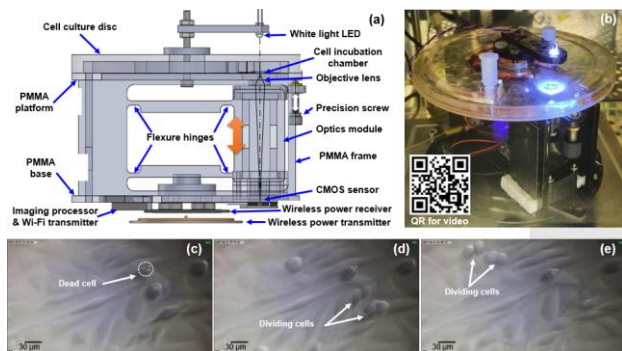 (a)
Cell culture disc
White light LED
Cell incubation
chamber
Objective lens
PMMA
platform
Precision screw
Flexure hinges
Optics module
PMMA frame
PMMA
base
CMOS sensor
Imaging processor
& Wi-Fi transmitter
Wireless power receiver
Wireless power transmitter
(b)
QR for video
(c)
Dead cell
30 μm
(d)
Dividing cells
30 μm
(e)
Dividing cells
30 μm